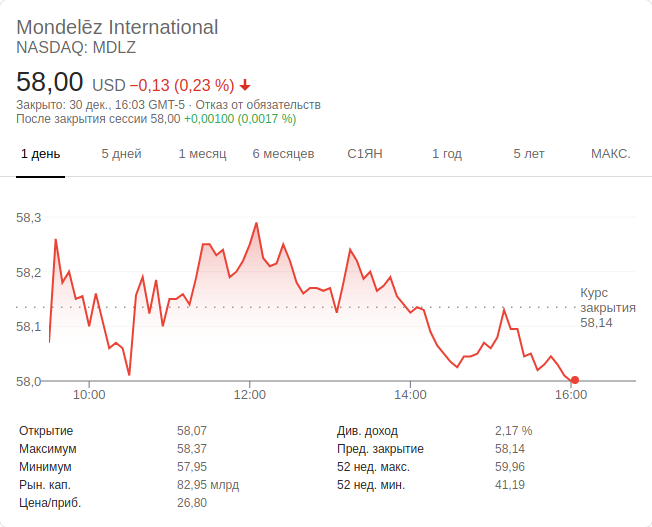 Mondelēz International
NASDAQ: MDLZ
58,00 USD −0,13 (0,23 %)
Закрыто: 30 дек., 16:03 GMT-5 · Отказ от обязательств
После закрытия сессии 58,00 +0,00100 (0,0017 %)
1 день 5 дней 1 месяц 6 месяцев С1ЯН 1 год 5 лет МАКС.
58,3
58,2
Курс
закрытия
58,14
58,1
58,0
10:00 12:00 14:00 16:00
Открытие 58,07 Див. доход 2,17 %
Максимум 58,37 Пред. закрытие 58,14
Минимум 57,95 52 нед. макс. 59,96
Рын. кап. 82,95 млрд 52 нед. мин. 41,19
Цена/приб. 26,80